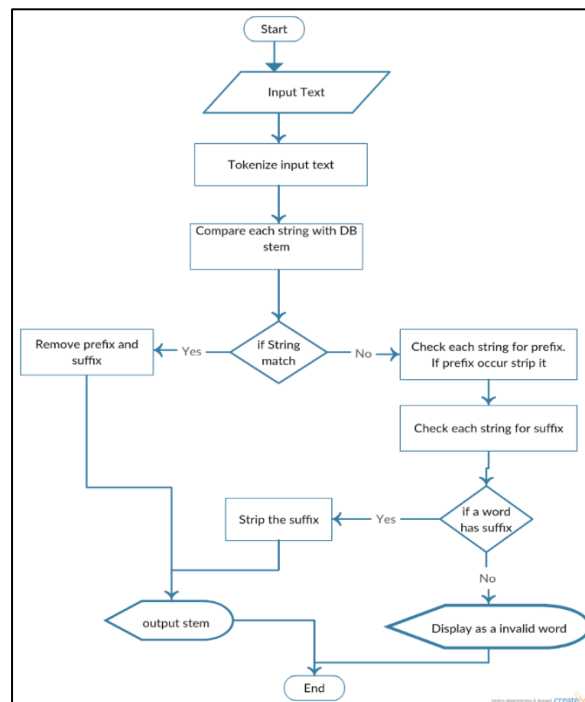 Start
Input Text
Tokenize input text
Compare each string with DB
stem
if String
match
Yes
No
Remove prefix and
suffix
Check each string for prefix.
If prefix occur strip it
Check each string for suffix
if a word
has suffix
Yes
Strip the suffix
No
output stem
Display as a invalid word
End